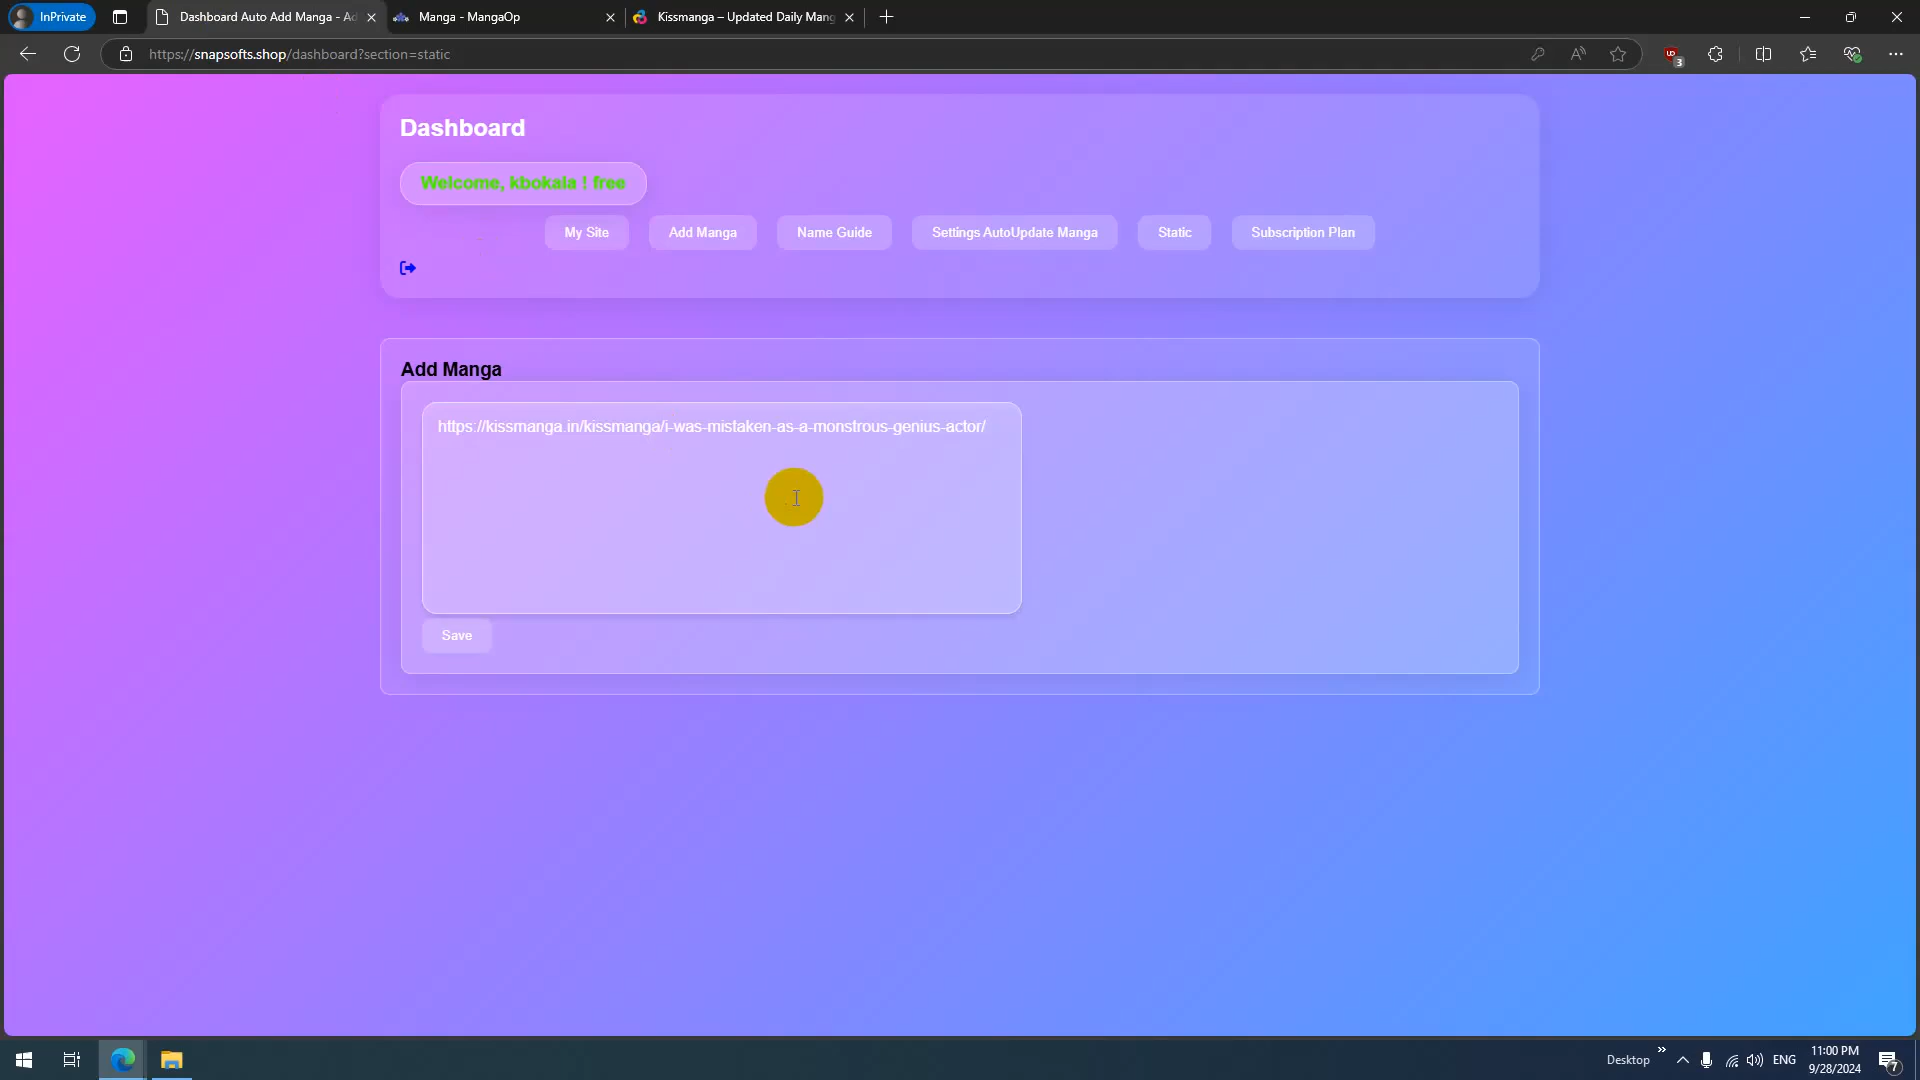 InPrivate
Dashboard Auto Add Manga - Ad
Manga - MangaOp
Kissmanga – Updated Daily Mang
https://snapsofts.shop/dashboard?section=static
3
Dashboard
Welcome, kbokala ! free
My Site
Add Manga
Name Guide
Settings AutoUpdate Manga
Static
Subscription Plan
Add Manga
https://kissmanga.in/kissmanga/i-was-mistaken-as-a-monstrous-genius-actor/
Save
Desktop
ENG
11:00 PM
9/28/2024
7